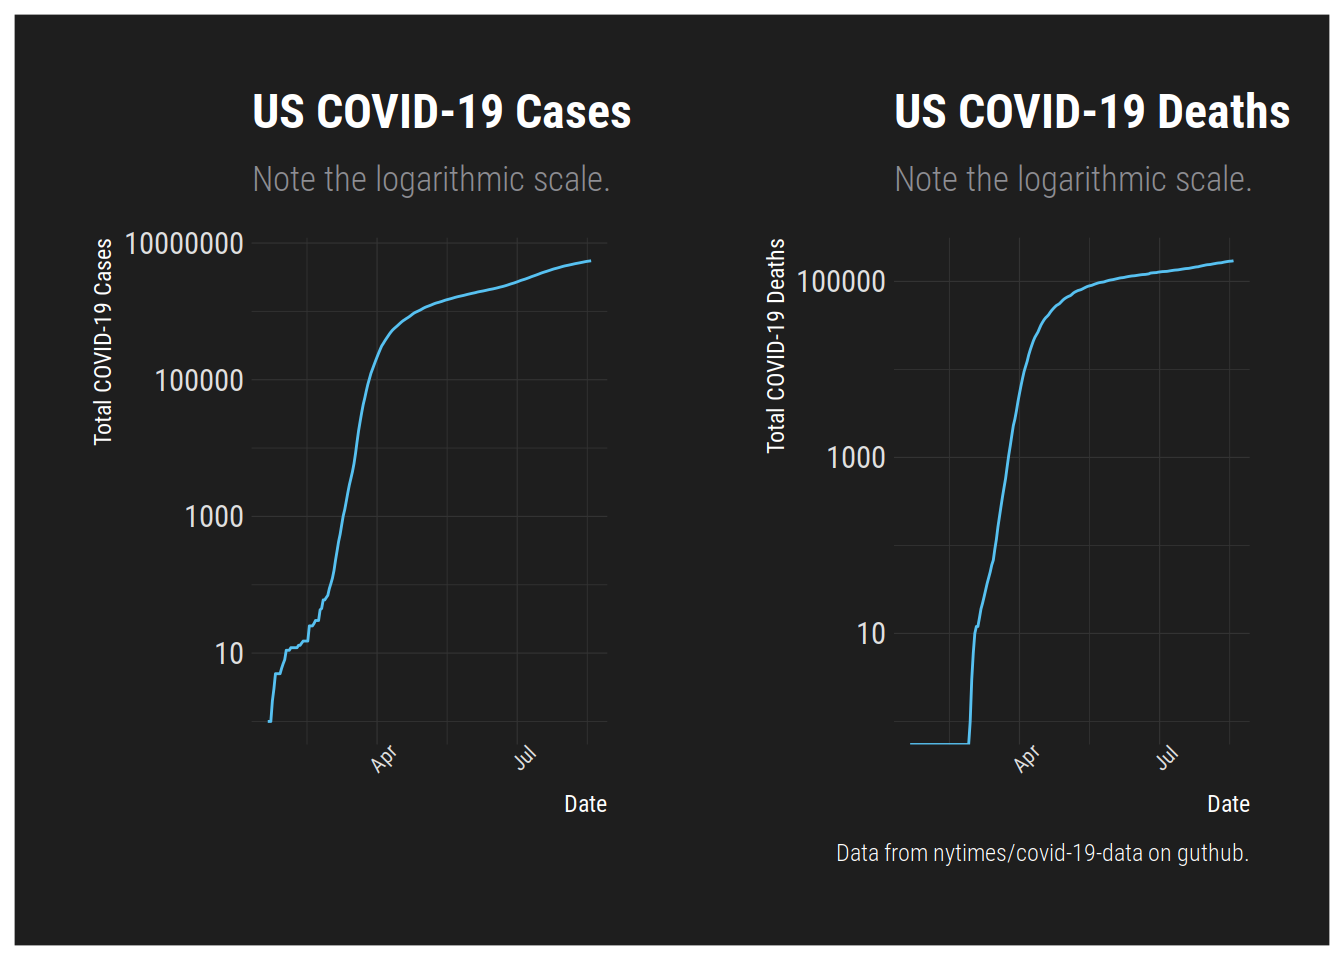 US COVID-19 Cases
Note the logarithmic scale.
Total COVID-19 Cases
10000000
100000
1000
10
Apr
Jul
Date
US COVID-19 Deaths
Note the logarithmic scale.
Total COVID-19 Deaths
100000
1000
10
Apr
Jul
Date
Data from nytimes/covid-19-data on guthub.